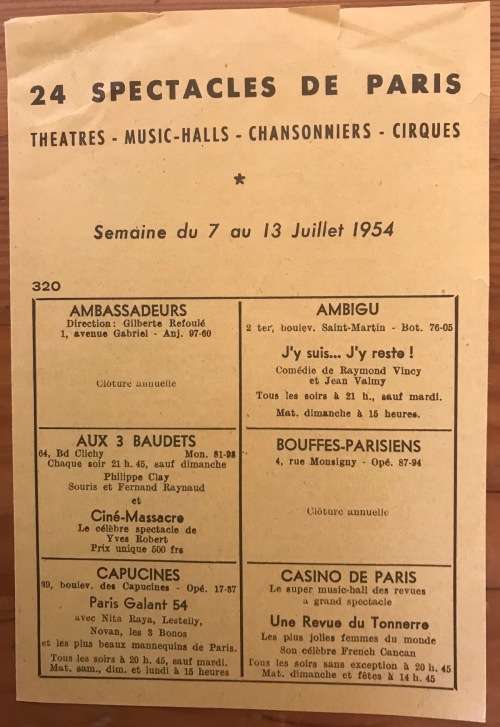 24 SPECTACLES DE PARIS
THEATRES - MUSIC-HALLS - CHANSONNIERS - CIRQUES
*
Semaine du 7 au 13 Juillet 1954
320
AMBASSADEURS
Direction: Gilberte Refoulé
1, avenue Gabriel - Anj. 97-60
Clôture annuelle
AMBIGU
2 ter, boulev. Saint-Martin - Bot. 76-05
J'y suis... J'y reste !
Comédie de Raymond Vincy
et Jean Valmy
Tous les soirs à 21 h., sauf mardi.
Mat. dimanche à 15 heures.
AUX 3 BAUDETS
64, Bd Clichy Mon. 81-98
Chaque soir 21 h. 45, sauf dimanche
Philippe Clay
Souris et Fernand Raynaud
et
Ciné-Massacre
Le célèbre spectacle de
Yves Robert
Prix unique 500 frs
BOUFFES-PARISIENS
4, rue Monsigny - Opé. 87-94
Clôture annuelle
CAPUCINES
39, boulev. des Capucines - Opé. 17-37
Paris Galant 54
avec Nita Raya, Lestelly,
Novan, les 3 Bonos
et les plus beaux mannequins de Paris.
Tous les soirs à 20 h. 45, sauf mardi.
Mat. sam., dim. et lundi à 15 heures
CASINO DE PARIS
Le super music-hall des revues
a grand spectacle
Une Revue du Tonnerre
Les plus jolies femmes du monde
Son célèbre French Cancan
Tous les soirs sans exception à 20 h. 45
Mat. dimanche et fêtes à 14 h. 45